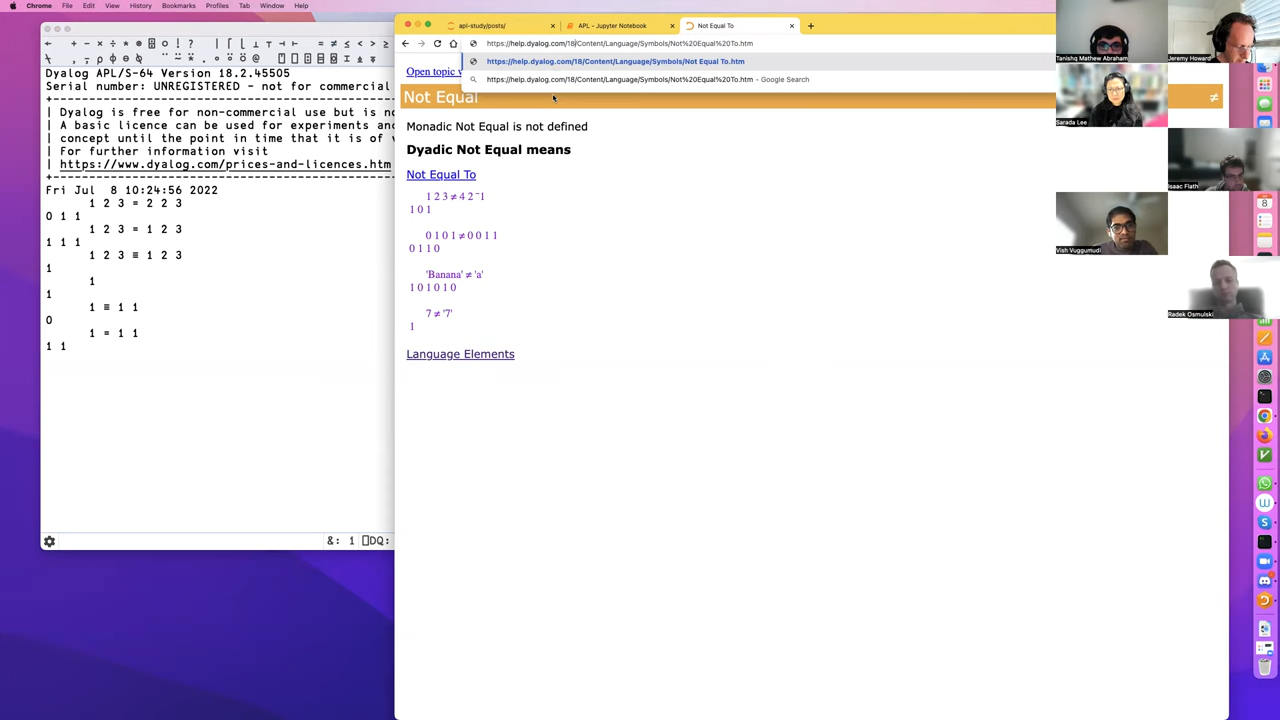 Chrome File Edit View History Bookmarks Profiles Tab Window Help
Dyalog APL/S-64 Version 18.2.45505
Serial number: UNREGISTERED - not for commercial
| Dyalog is free for non-commercial use but is no
| A basic licence can be used for experiments and
| concept until the point in time that it is of v
| For further information visit
| https://www.dyalog.com/prices-and-licences.htm
Fri Jul 8 10:24:56 2022
1 2 3 = 2 2 3
0 1 1
1 2 3 = 1 2 3
1 1 1
1 2 3 ≡ 1 2 3
1
1
1
1 ≡ 1 1
0
1 = 1 1
1 1
&: 1 ⎕DQ:
apl-study/posts/
APL - Jupyter Notebook
Not Equal To
https://help.dyalog.com/18/Content/Language/Symbols/Not%20Equal%20To.htm
https://help.dyalog.com/18/Content/Language/Symbols/Not Equal To.htm
https://help.dyalog.com/18/Content/Language/Symbols/Not%20Equal%20To.htm - Google Search
Open topic
Not Equal ≠
Monadic Not Equal is not defined
Dyadic Not Equal means
Not Equal To
1 2 3 ≠ 4 2 ¯1
1 0 1
0 1 0 1 ≠ 0 0 1 1
0 1 1 0
'Banana' ≠ 'a'
1 0 1 0 1 0
7 ≠ '7'
1
Language Elements
Tanishq Mathew Abraham
Jeremy Howard
Sarada Lee
Isaac Flath
Vish Vuggumudi
Radek Osmulski